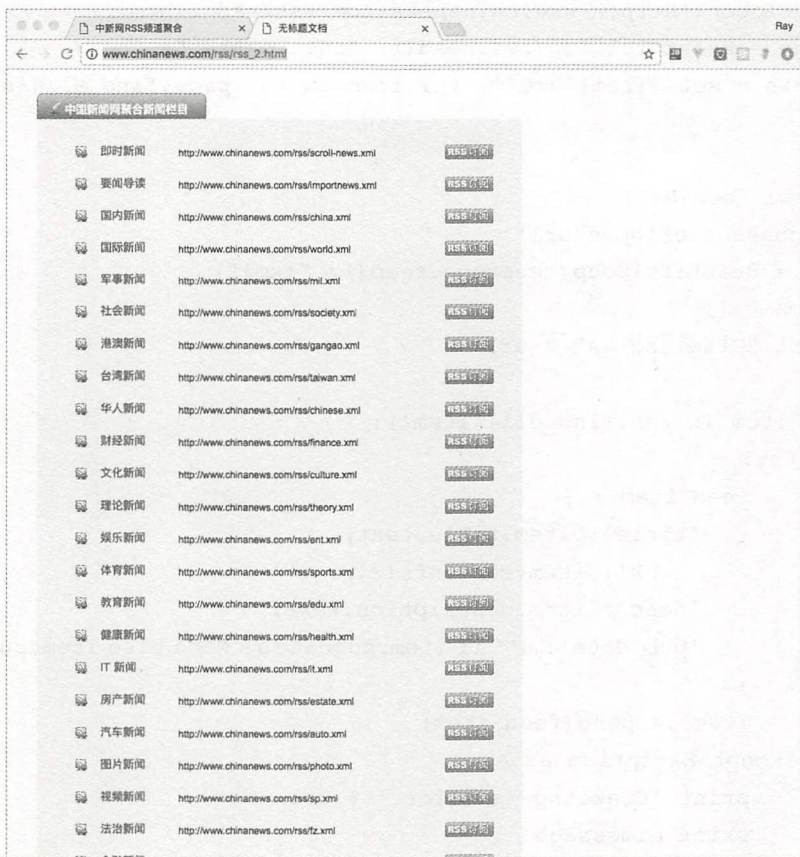 中新网RSS频道聚合 × 无标题文档 × Ray
www.chinanews.com/rss/rss_2.html
中国新闻网聚合新闻栏目
即时新闻 http://www.chinanews.com/rss/scroll-news.xml RSS订阅
要闻导读 http://www.chinanews.com/rss/importnews.xml RSS订阅
国内新闻 http://www.chinanews.com/rss/china.xml RSS订阅
国际新闻 http://www.chinanews.com/rss/world.xml RSS订阅
军事新闻 http://www.chinanews.com/rss/mil.xml RSS订阅
社会新闻 http://www.chinanews.com/rss/society.xml RSS订阅
港澳新闻 http://www.chinanews.com/rss/gangao.xml RSS订阅
台湾新闻 http://www.chinanews.com/rss/taiwan.xml RSS订阅
华人新闻 http://www.chinanews.com/rss/chinese.xml RSS订阅
财经新闻 http://www.chinanews.com/rss/finance.xml RSS订阅
文化新闻 http://www.chinanews.com/rss/culture.xml RSS订阅
理论新闻 http://www.chinanews.com/rss/theory.xml RSS订阅
娱乐新闻 http://www.chinanews.com/rss/ent.xml RSS订阅
体育新闻 http://www.chinanews.com/rss/sports.xml RSS订阅
教育新闻 http://www.chinanews.com/rss/edu.xml RSS订阅
健康新闻 http://www.chinanews.com/rss/health.xml RSS订阅
IT 新闻 http://www.chinanews.com/rss/it.xml RSS订阅
房产新闻 http://www.chinanews.com/rss/estate.xml RSS订阅
汽车新闻 http://www.chinanews.com/rss/auto.xml RSS订阅
图片新闻 http://www.chinanews.com/rss/photo.xml RSS订阅
视频新闻 http://www.chinanews.com/rss/sp.xml RSS订阅
法治新闻 http://www.chinanews.com/rss/fz.xml RSS订阅